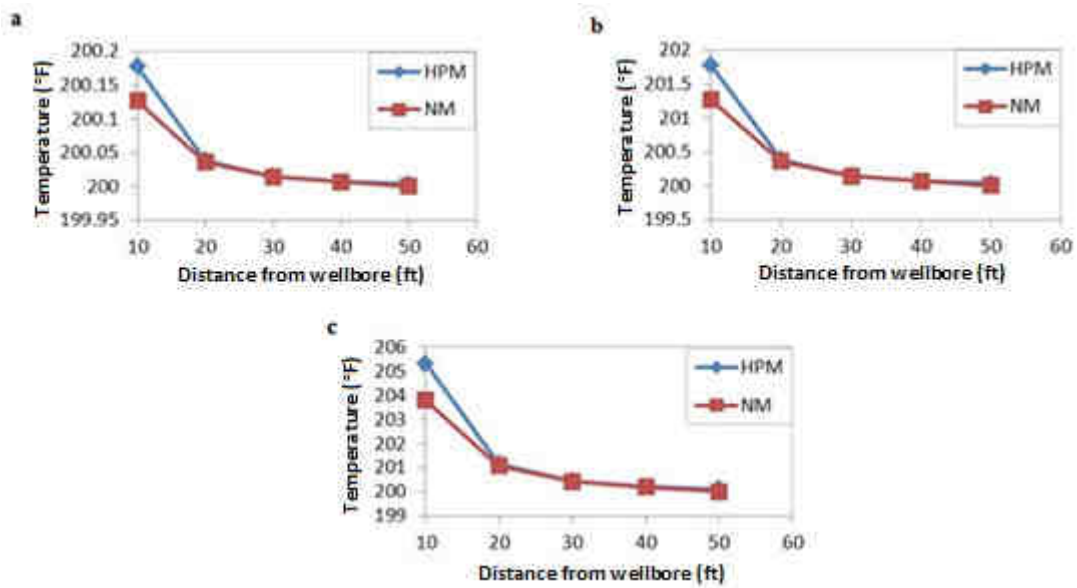 a
Temperature (°F)
200.2
200.15
200.1
200.05
200
199.95
10 20 30 40 50 60
Distance from wellbore (ft)
HPM
NM
b
Temperature (°F)
202
201.5
201
200.5
200
199.5
10 20 30 40 50 60
Distance from wellbore (ft)
HPM
NM
c
Temperature (°F)
206
205
204
203
202
201
200
199
10 20 30 40 50 60
Distance from wellbore (ft)
HPM
NM